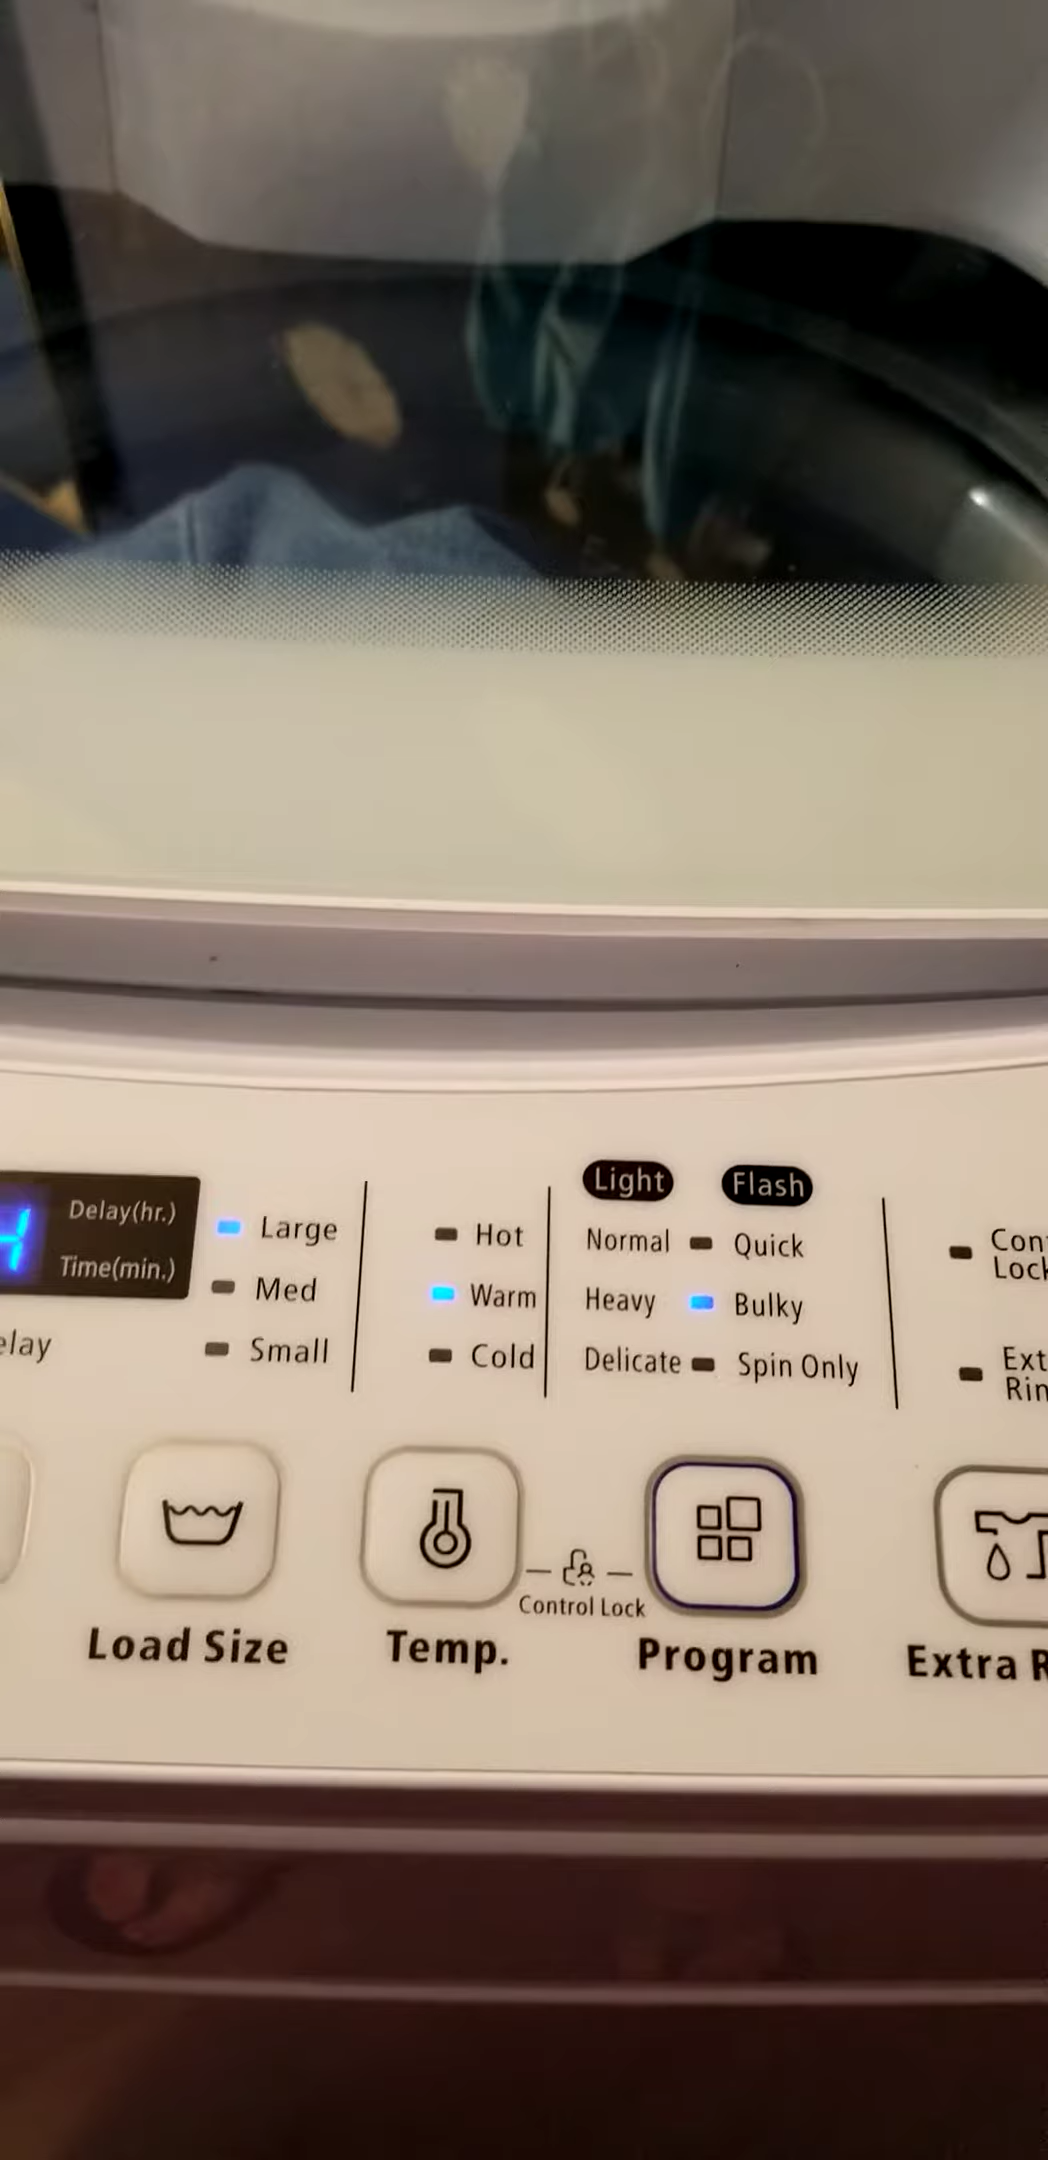 Light Flash
Delay(hr.) Large Hot Normal Quick
Time(min.) Med Warm Heavy Bulky
Small Cold Delicate Spin Only
Control Lock
Load Size Temp. Program Extra